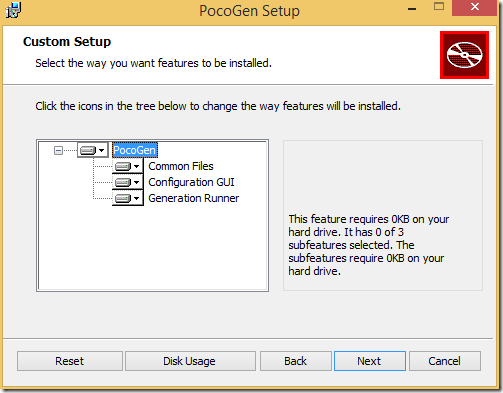 PocoGen Setup
Custom Setup
Select the way you want features to be installed.
Click the icons in the tree below to change the way features will be installed.
PocoGen
Common Files
Configuration GUI
Generation Runner
This feature requires 0KB on your
hard drive. It has 0 of 3
subfeatures selected. The
subfeatures require 0KB on your
hard drive.
Reset
Disk Usage
Back
Next
Cancel